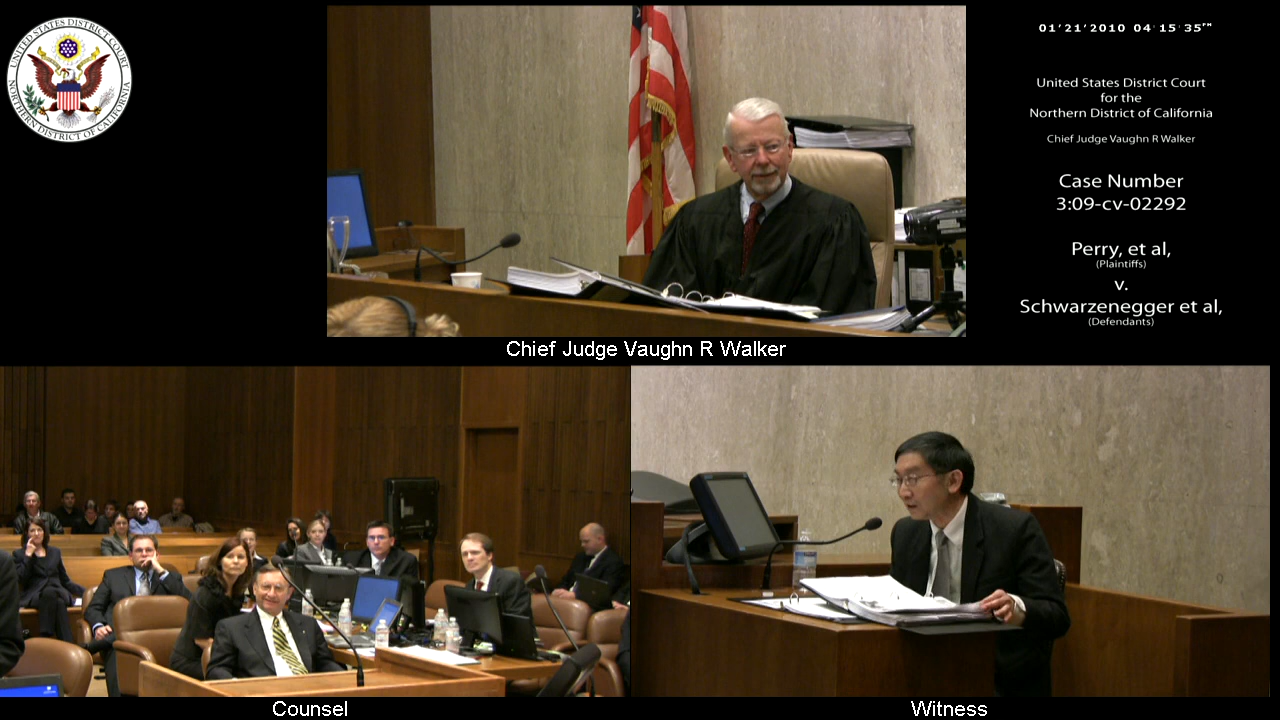 UNITED STATES DISTRICT COURT
NORTHERN DISTRICT OF CALIFORNIA
01'21'2010 04:15:35PM
United States District Court
for the
Northern District of California
Chief Judge Vaughn R Walker
Case Number
3:09-cv-02292
Perry, et al,
(Plaintiffs)
v.
Schwarzenegger et al,
(Defendants)
Chief Judge Vaughn R Walker
Counsel
Witness